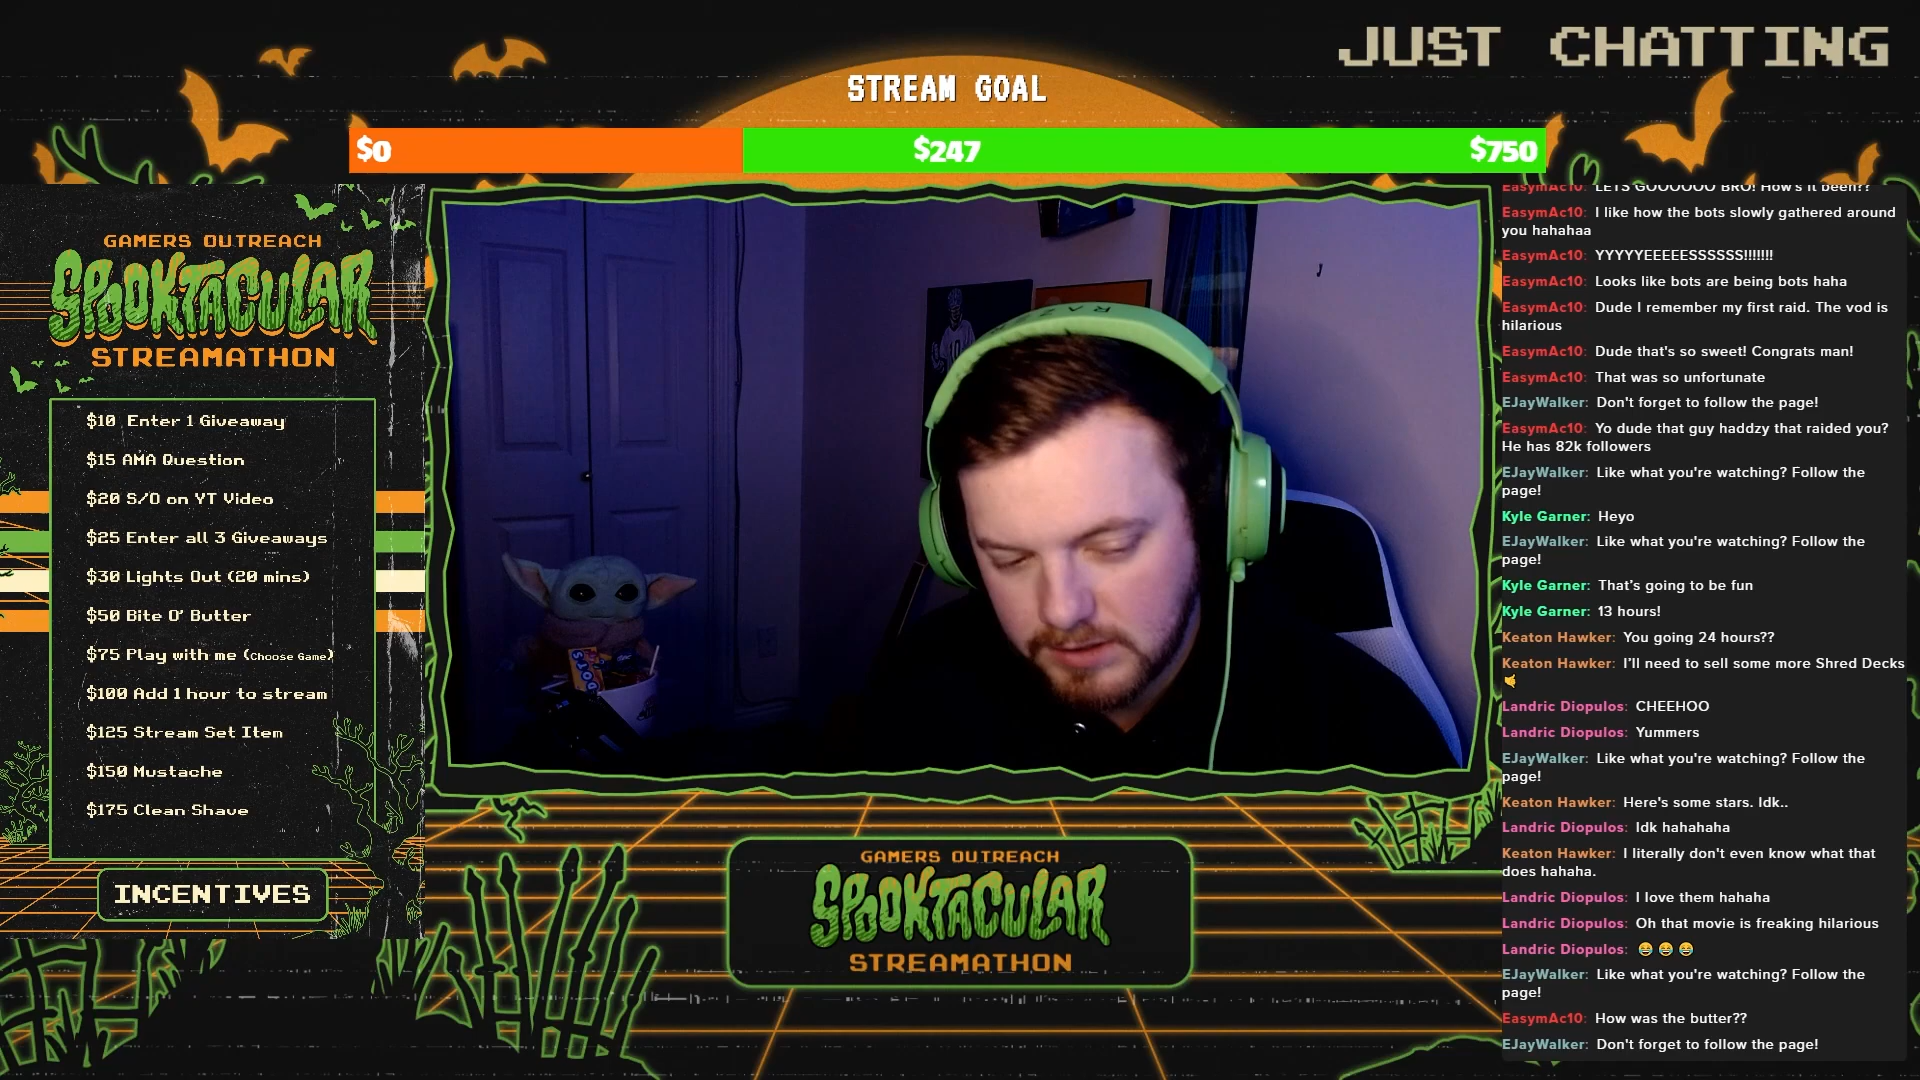 JUST CHATTING
STREAM GOAL
$0
$247
$750
GAMERS OUTREACH
SPOOKTACULAR
STREAMATHON
$10 Enter 1 Giveaway
$15 AMA Question
$20 S/O on YT Video
$25 Enter all 3 Giveaways
$30 Lights Out (20 mins)
$50 Bite O' Butter
$75 Play with me (Choose Game)
$100 Add 1 hour to stream
$125 Stream Set Item
$150 Mustache
$175 Clean Shave
INCENTIVES
GAMERS OUTREACH
SPOOKTACULAR
STREAMATHON
EasymAc10: LETS GOOOOOO BRO! How's it been??
EasymAc10: I like how the bots slowly gathered around
you hahahaa
EasymAc10: YYYYYEEEEESSSSSS!!!!!!!
EasymAc10: Looks like bots are being bots haha
EasymAc10: Dude I remember my first raid. The vod is
hilarious
EasymAc10: Dude that's so sweet! Congrats man!
EasymAc10: That was so unfortunate
EJayWalker: Don't forget to follow the page!
EasymAc10: Yo dude that guy haddzy that raided you?
He has 82k followers
EJayWalker: Like what you're watching? Follow the
page!
Kyle Garner: Heyo
EJayWalker: Like what you're watching? Follow the
page!
Kyle Garner: That's going to be fun
Kyle Garner: 13 hours!
Keaton Hawker: You going 24 hours??
Keaton Hawker: I'll need to sell some more Shred Decks
🤙
Landric Diopulos: CHEEHOO
Landric Diopulos: Yummers
EJayWalker: Like what you're watching? Follow the
page!
Keaton Hawker: Here's some stars. Idk..
Landric Diopulos: Idk hahahaha
Keaton Hawker: I literally don't even know what that
does hahaha.
Landric Diopulos: I love them hahaha
Landric Diopulos: Oh that movie is freaking hilarious
Landric Diopulos: 😂 😂 😂
EJayWalker: Like what you're watching? Follow the
page!
EasymAc10: How was the butter??
EJayWalker: Don't forget to follow the page!